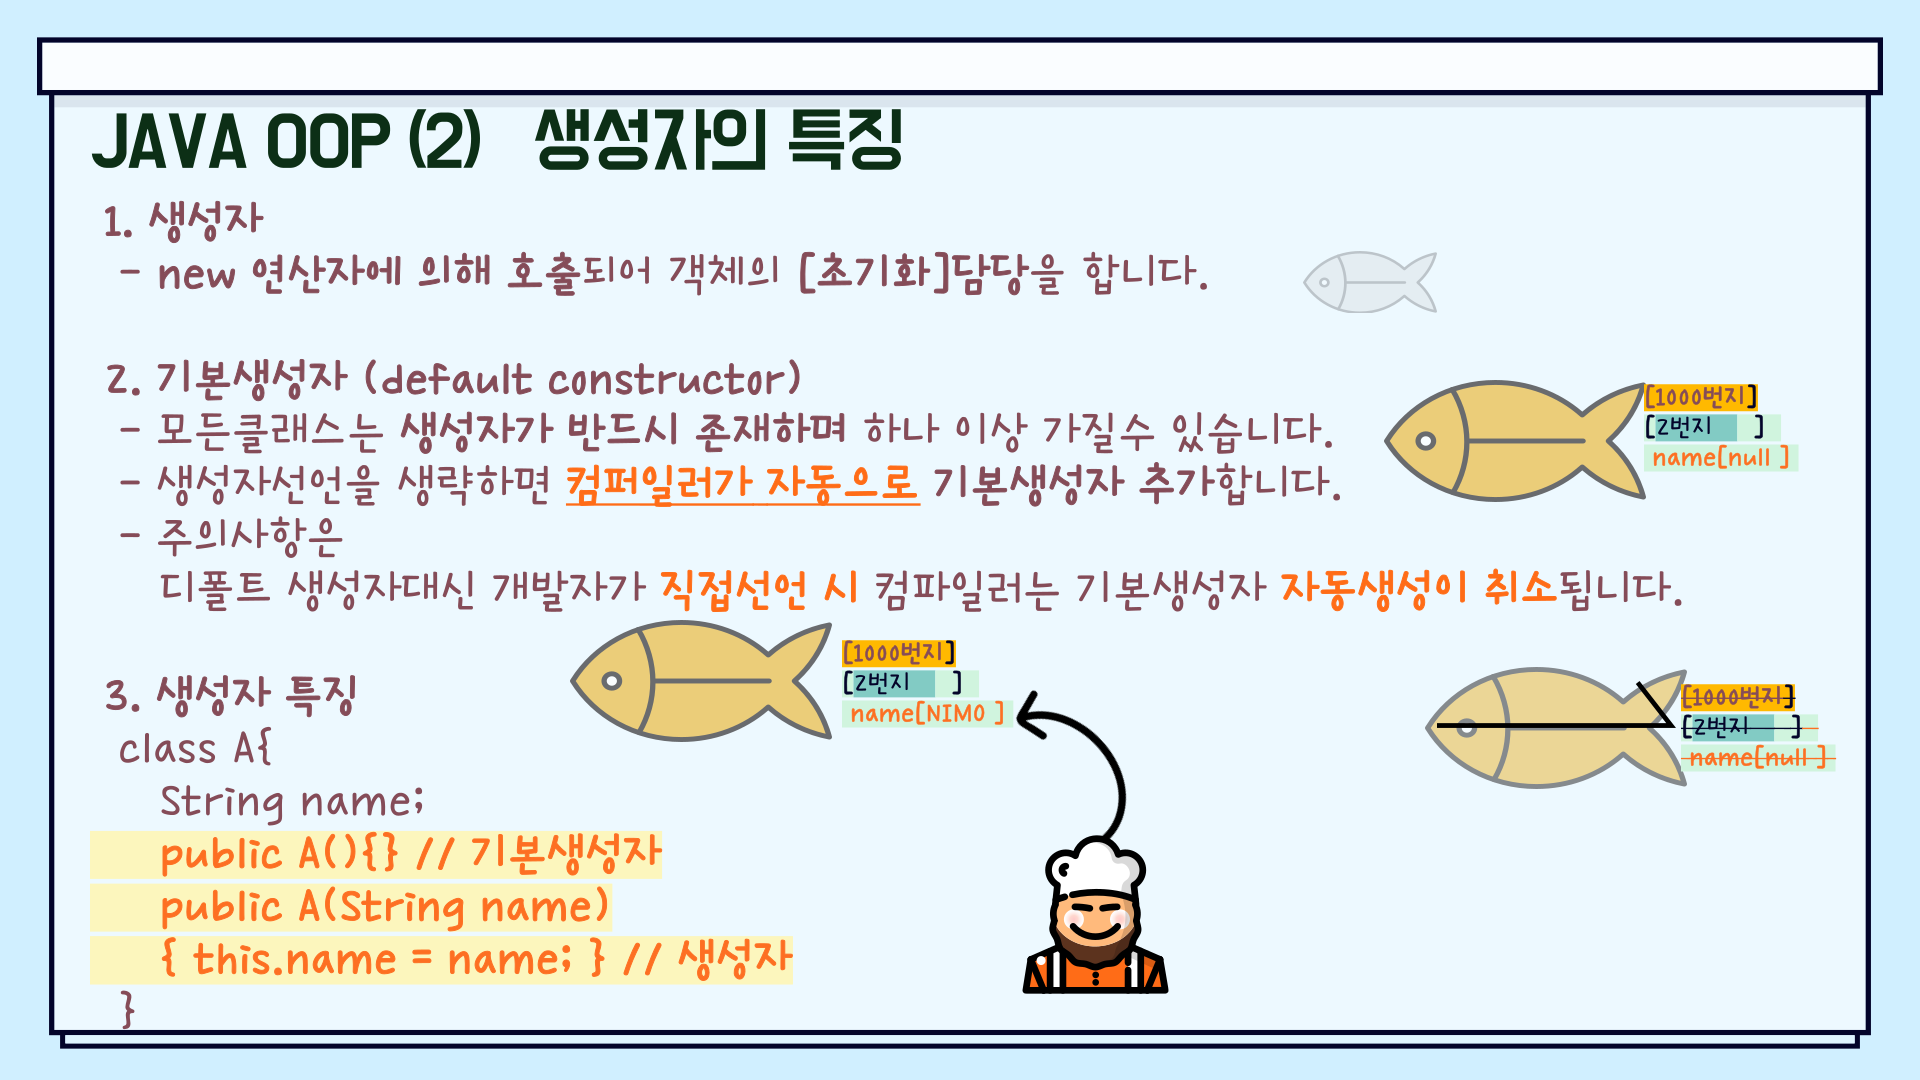 JAVA OOP (2) 생성자의 특징
1. 생성자
- new 연산자에 의해 호출되어 객체의 [초기화]담당을 합니다.
2. 기본생성자 (default constructor)
- 모든클래스는 생성자가 반드시 존재하며 하나 이상 가질수 있습니다.
- 생성자선언을 생략하면 컴퍼일러가 자동으로 기본생성자 추가합니다.
- 주의사항은
디폴트 생성자대신 개발자가 직접선언 시 컴파일러는 기본생성자 자동생성이 취소됩니다.
[1000번지]
[2번지 ]
name[null ]
3. 생성자 특징
class A{
String name;
public A(){} // 기본생성자
public A(String name)
{ this.name = name; } // 생성자
}
[1000번지]
[2번지 ]
name[NIMO ]
[1000번지]
[2번지 ]
name[null ]